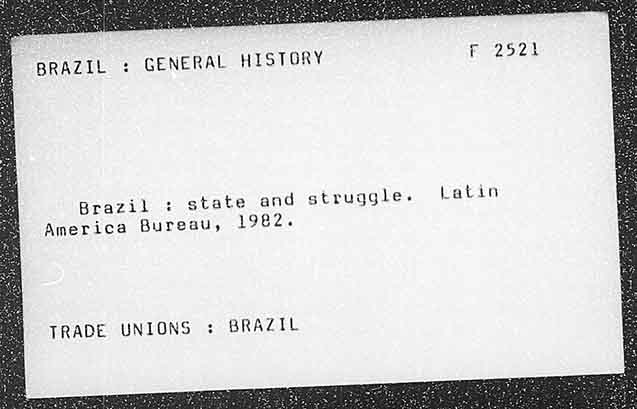 BRAZIL : GENERAL HISTORY F 2521
Brazil : state and struggle. Latin
America Bureau, 1982.
TRADE UNIONS : BRAZIL